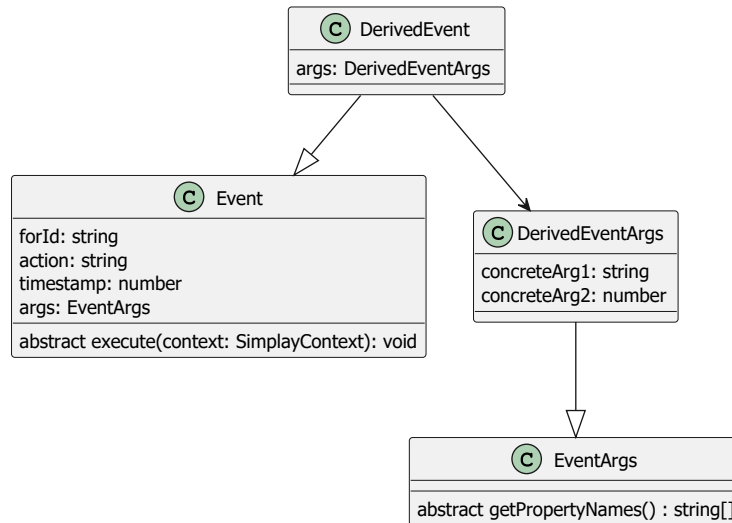 C DerivedEvent
args: DerivedEventArgs
C Event
forId: string
action: string
timestamp: number
args: EventArgs
abstract execute(context: SimplayContext): void
C DerivedEventArgs
concreteArg1: string
concreteArg2: number
C EventArgs
abstract getPropertyNames() : string[]